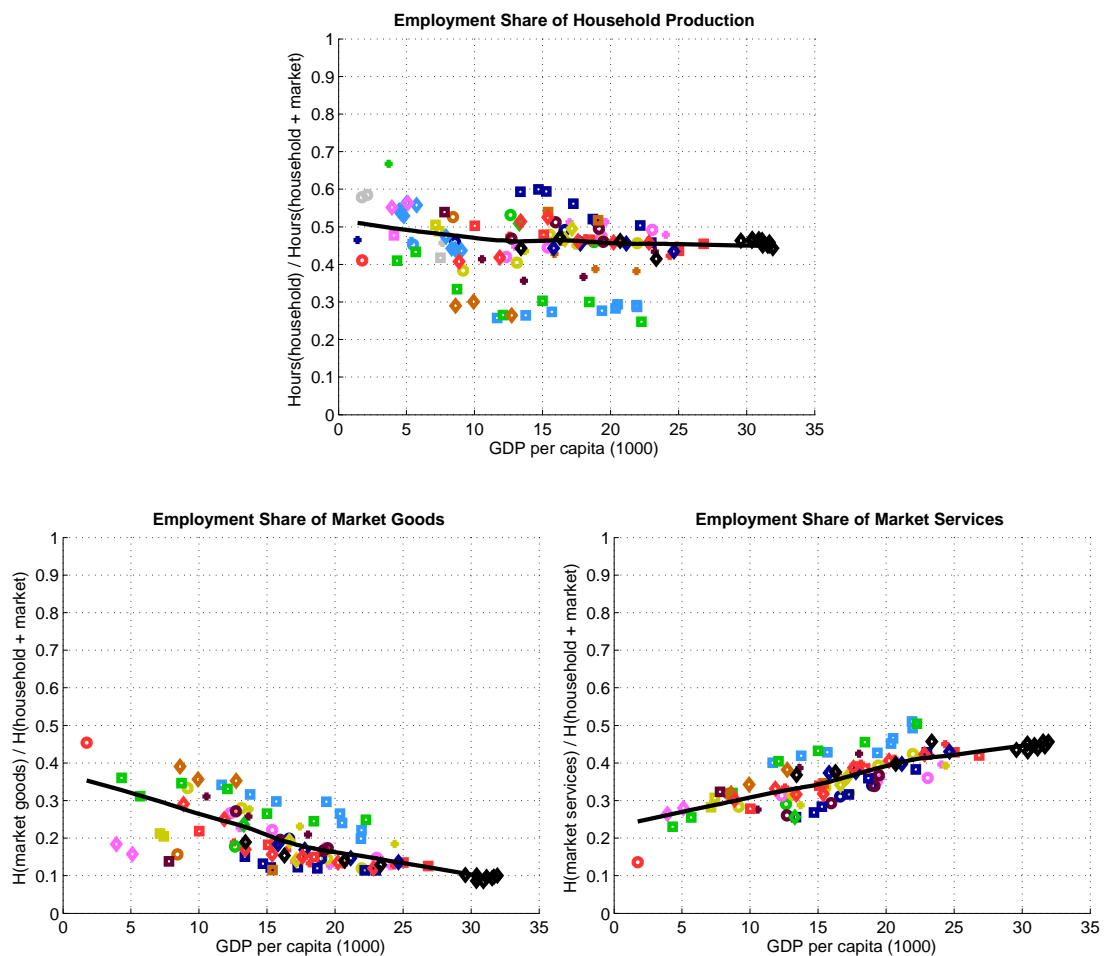 Employment Share of Household Production
Hours(household) / Hours(household + market)
1
0.9
0.8
0.7
0.6
0.5
0.4
0.3
0.2
0.1
0
0 5 10 15 20 25 30 35
GDP per capita (1000)
Employment Share of Market Goods
H(market goods) / H(household + market)
1
0.9
0.8
0.7
0.6
0.5
0.4
0.3
0.2
0.1
0
0 5 10 15 20 25 30 35
GDP per capita (1000)
Employment Share of Market Services
H(market services) / H(household + market)
1
0.9
0.8
0.7
0.6
0.5
0.4
0.3
0.2
0.1
0
0 5 10 15 20 25 30 35
GDP per capita (1000)